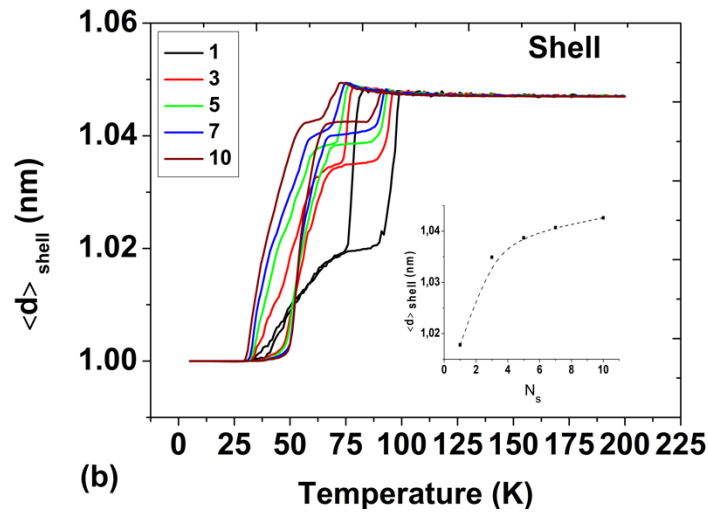 1.06
1.04
1.02
1.00
<d> shell (nm)
1
3
5
7
10
Shell
1,04
1,03
1,02
<d> shell (nm)
0 2 4 6 8 10
N_s
0 25 50 75 100 125 150 175 200 225
(b)
Temperature (K)